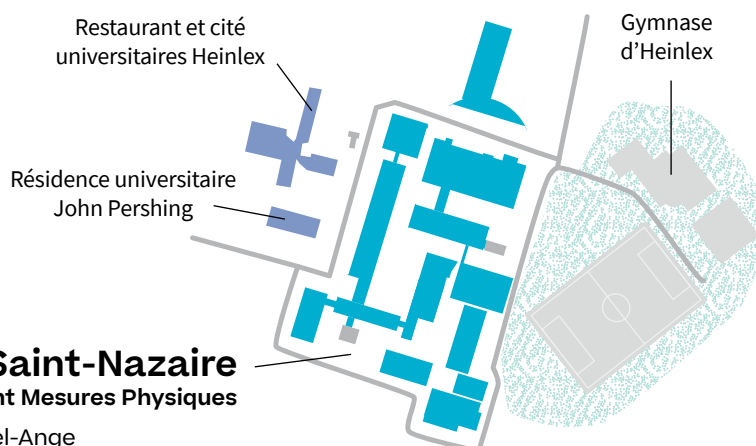 Restaurant et cité
universitaires Heinlex
Gymnase
d'Heinlex
Résidence universitaire
John Pershing
Saint-Nazaire
Mesures Physiques